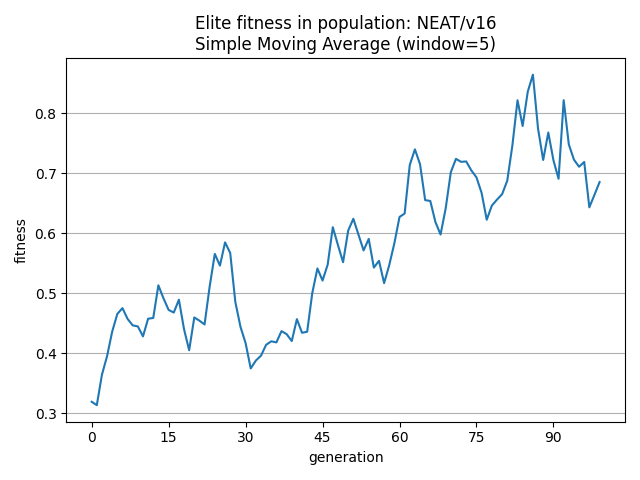 Elite fitness in population: NEAT/v16
Simple Moving Average (window=5)
0.8
0.7
0.6
0.5
0.4
0.3
fitness
0 15 30 45 60 75 90
generation